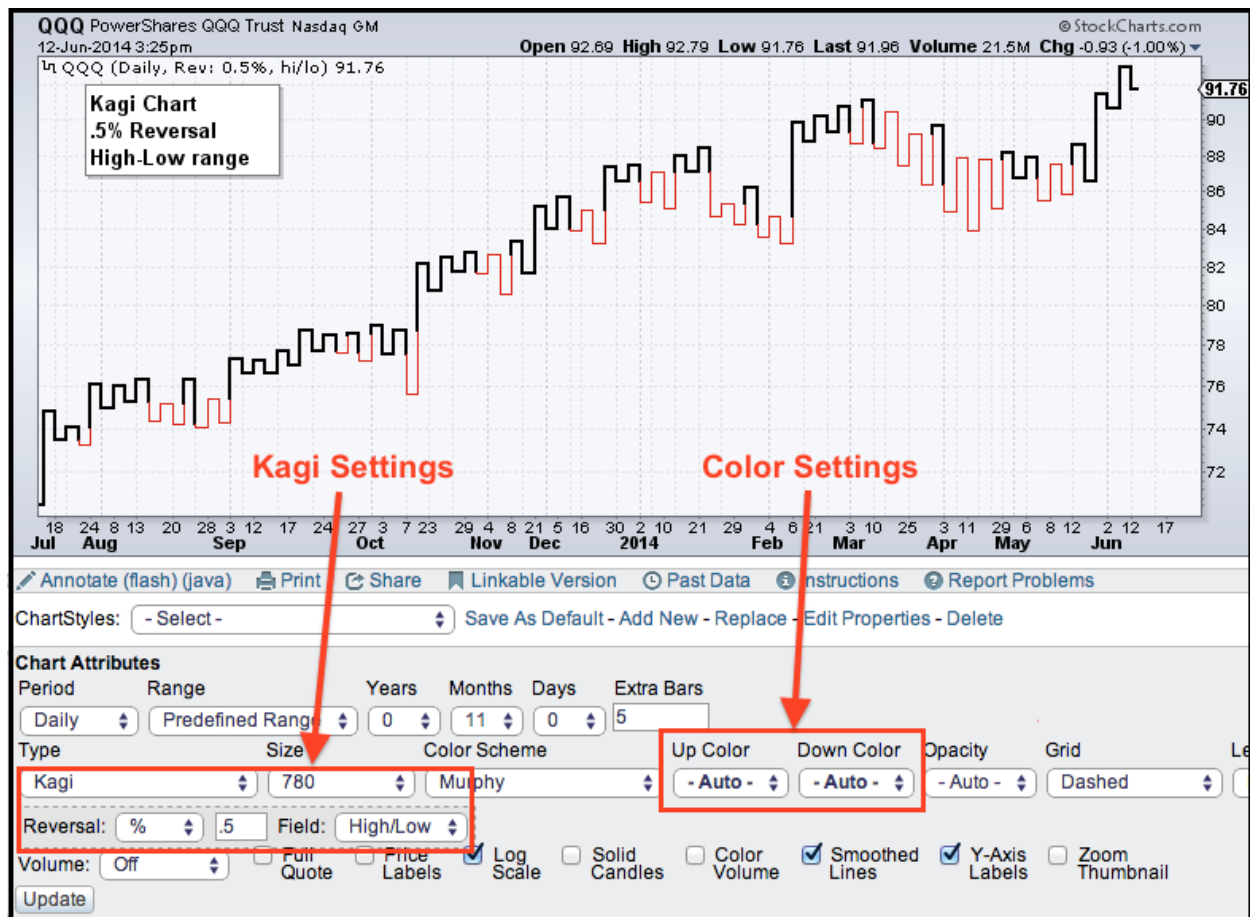 QQQ PowerShares QQQ Trust Nasdaq GM © StockCharts.com
12-Jun-2014 3:25pm Open 92.69 High 92.79 Low 91.76 Last 91.96 Volume 21.5M Chg -0.93 (-1.00%)
QQQ (Daily, Rev: 0.5%, hi/lo) 91.76
Kagi Chart
.5% Reversal
High-Low range
91.76
90
88
86
84
82
80
78
76
74
72
Kagi Settings Color Settings
18 24 8 13 20 28 3 12 17 24 27 3 7 23 29 4 8 21 5 16 30 2 10 21 29 4 6 21 3 10 25 3 11 29 6 8 12 2 12 17
Jul Aug Sep Oct Nov Dec 2014 Feb Mar Apr May Jun
Annotate (flash) (java) Print Share Linkable Version Past Data Instructions Report Problems
ChartStyles: - Select - Save As Default - Add New - Replace - Edit Properties - Delete
Chart Attributes
Period Range Years Months Days Extra Bars
Daily Predefined Range 0 11 0 5
Type Size Color Scheme Up Color Down Color Opacity Grid Le
Kagi 780 Murphy - Auto - - Auto - - Auto - Dashed
Reversal: % .5 Field: High/Low
Volume: Off Full Quote Price Labels Log Scale Solid Candles Color Volume Smoothed Lines Y-Axis Labels Zoom Thumbnail
Update